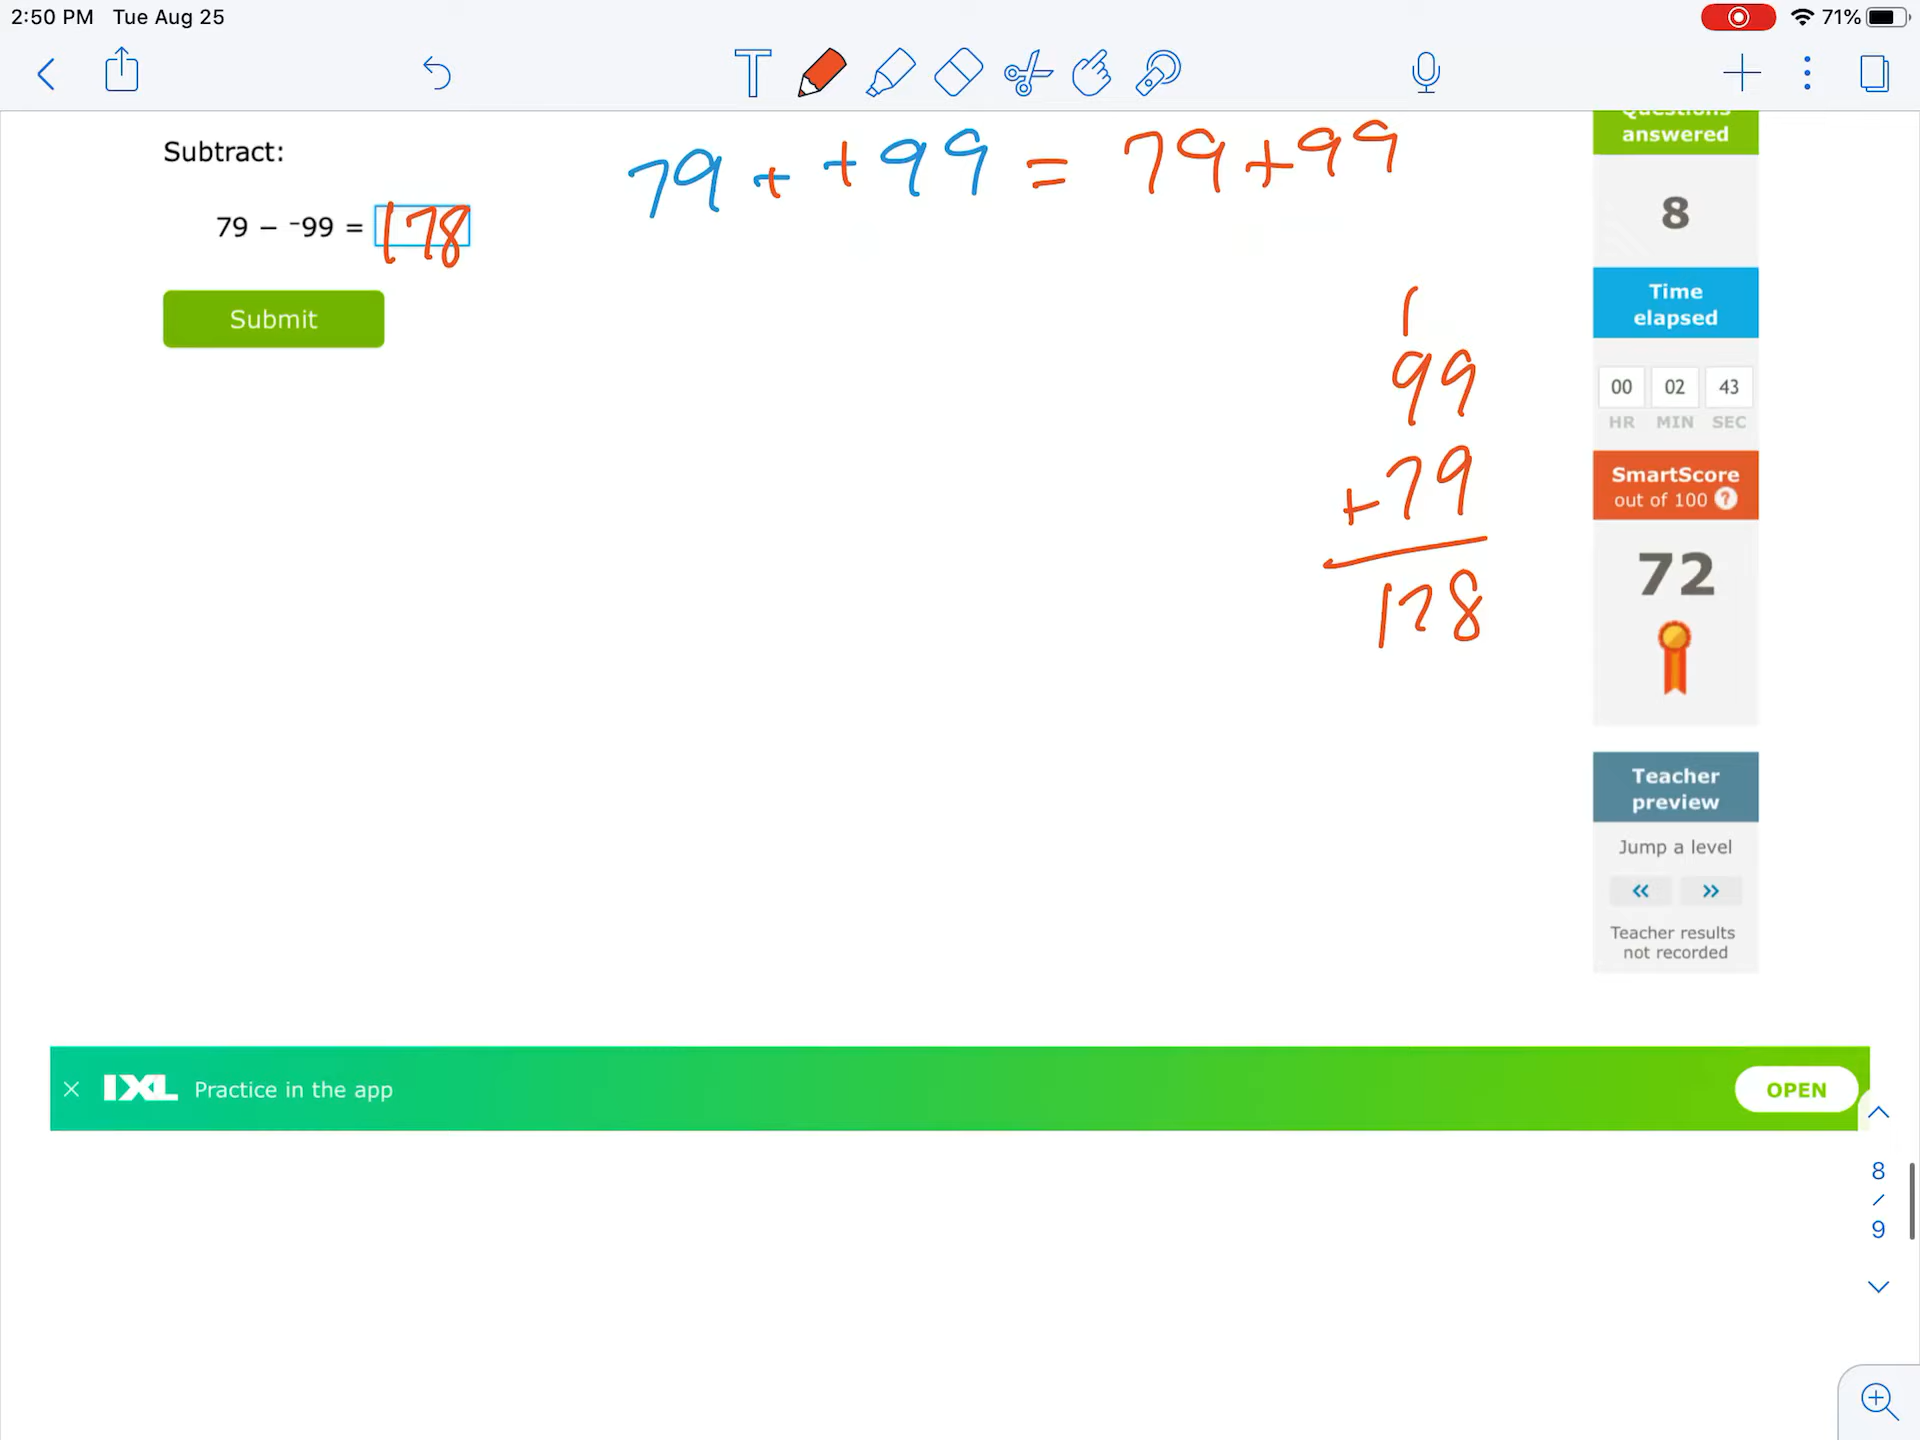 2:50 PM Tue Aug 25
71%
Subtract:
79 + +99 = 79+99
79 – ⁻99 = 178
Submit
1
99
+79
178
Questions
answered
8
Time
elapsed
00 02 43
HR MIN SEC
SmartScore
out of 100 ?
72
Teacher
preview
Jump a level
<< >>
Teacher results
not recorded
× IXL Practice in the app
OPEN
8
/
9